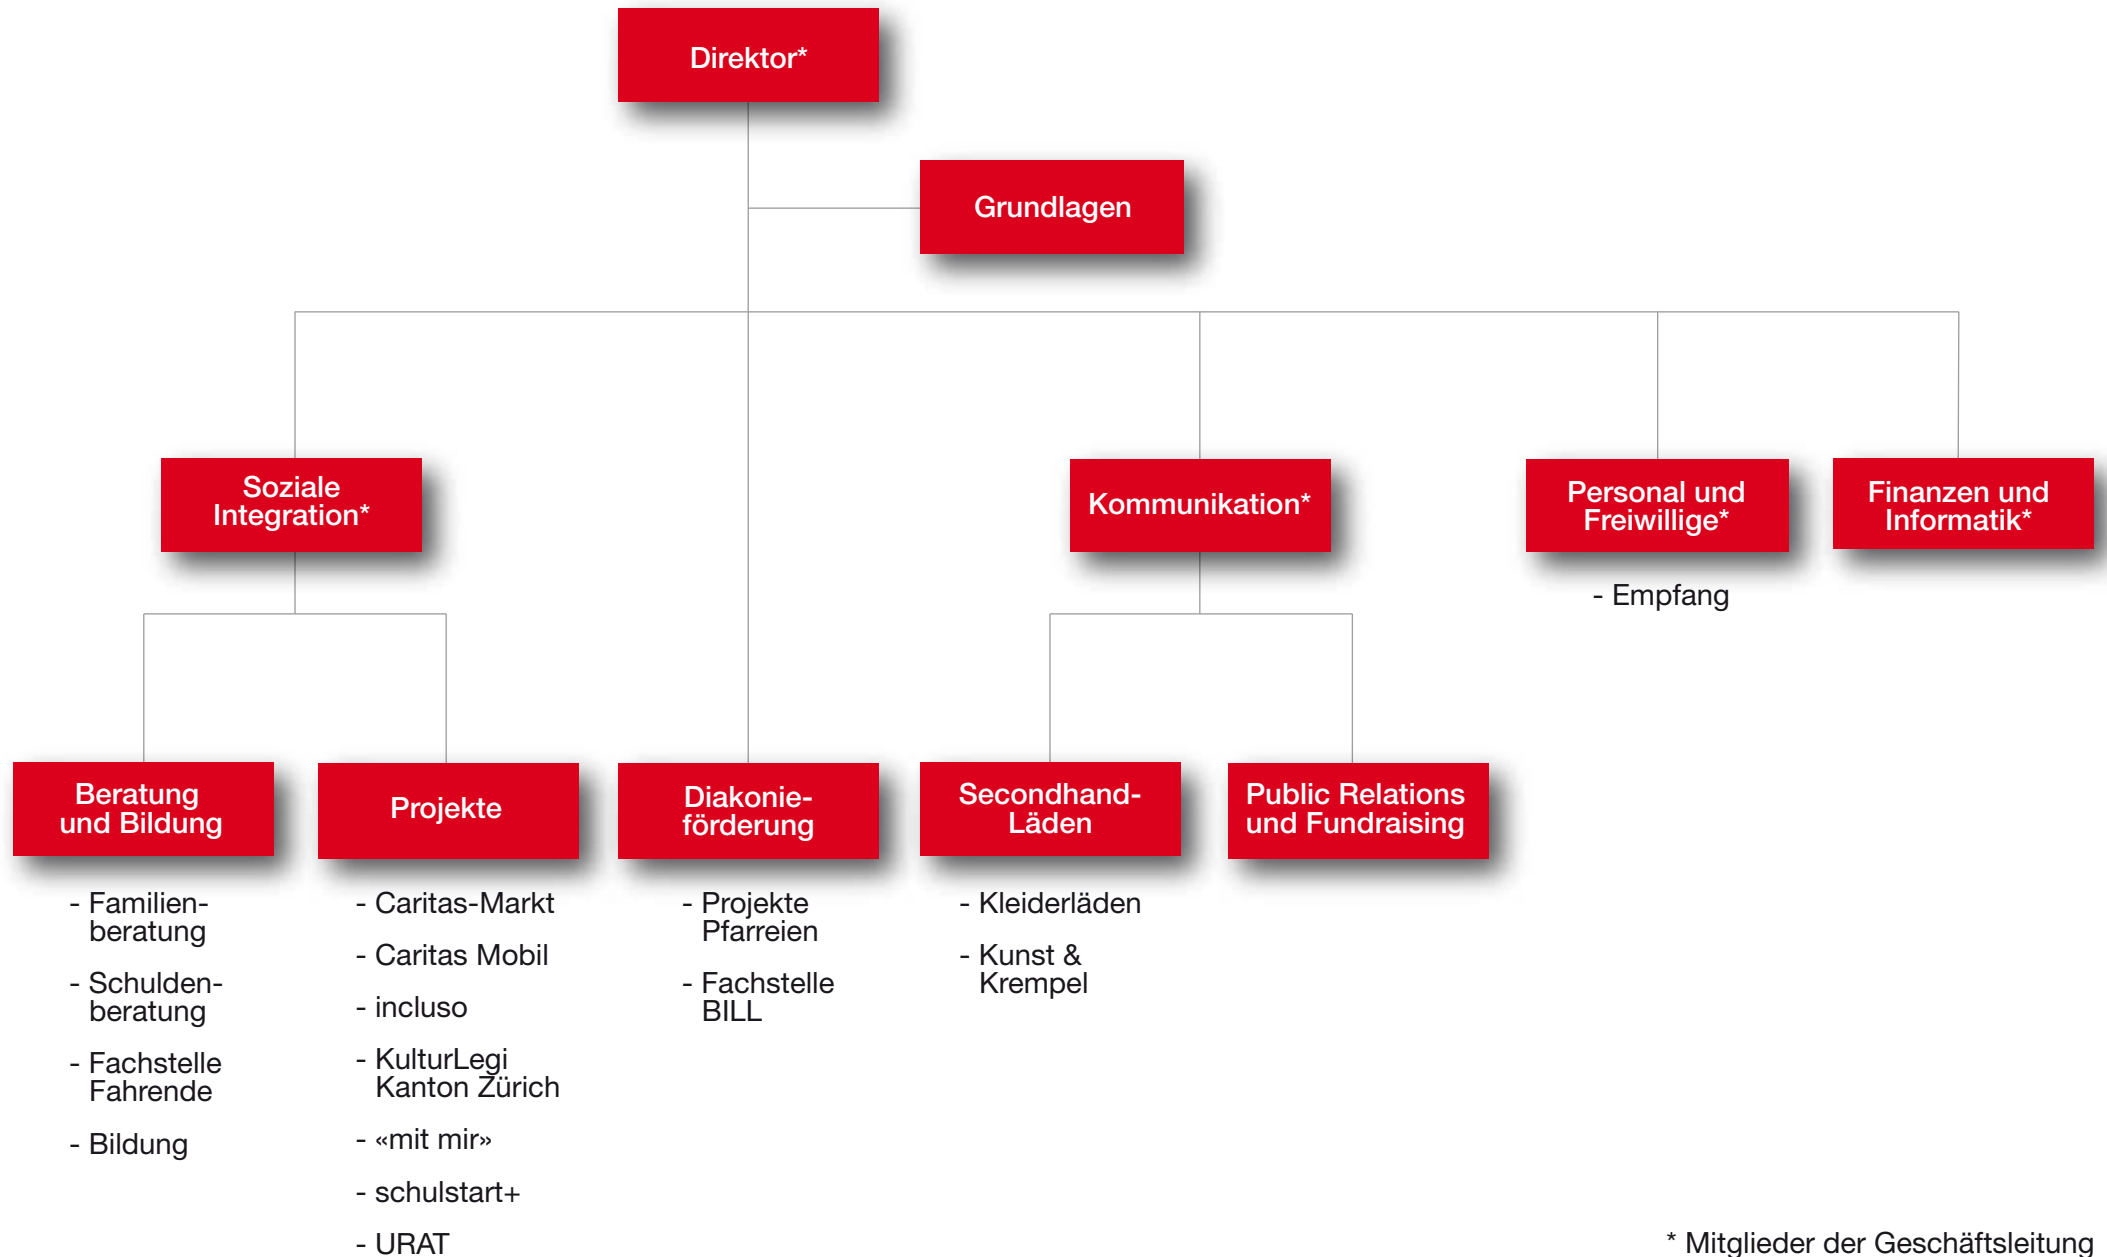 Direktor*
Grundlagen
Soziale
Integration*
Kommunikation*
Personal und
Freiwillige*
- Empfang
Finanzen und
Informatik*
Beratung
und Bildung
- Familien-
beratung
- Schulden-
beratung
- Fachstelle
Fahrende
- Bildung
Projekte
- Caritas-Markt
- Caritas Mobil
- incluso
- KulturLegi
Kanton Zürich
- «mit mir»
- schulstart+
- URAT
Diakonie-
förderung
- Projekte
Pfarreien
- Fachstelle
BILL
Secondhand-
Läden
- Kleiderläden
- Kunst &
Krempel
Public Relations
und Fundraising
* Mitglieder der Geschäftsleitung